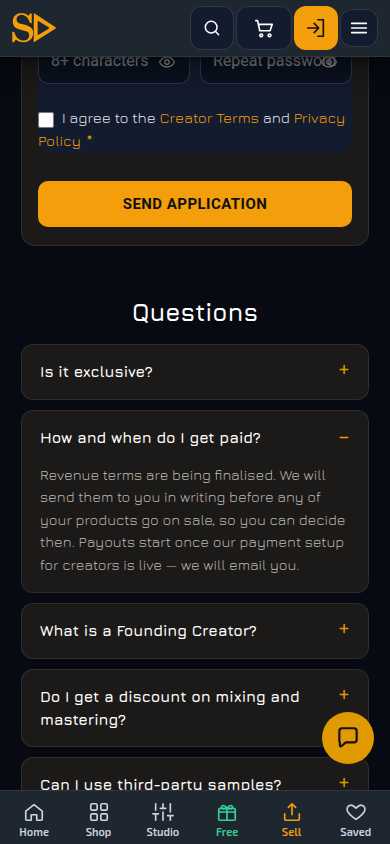 8+ characters
Repeat passwo
I agree to the Creator Terms and Privacy
Policy *
SEND APPLICATION
Questions
Is it exclusive?
How and when do I get paid?
Revenue terms are being finalised. We will
send them to you in writing before any of
your products go on sale, so you can decide
then. Payouts start once our payment setup
for creators is live — we will email you.
What is a Founding Creator?
Do I get a discount on mixing and
mastering?
Can I use third-party samples?
Home
Shop
Studio
Free
Sell
Saved